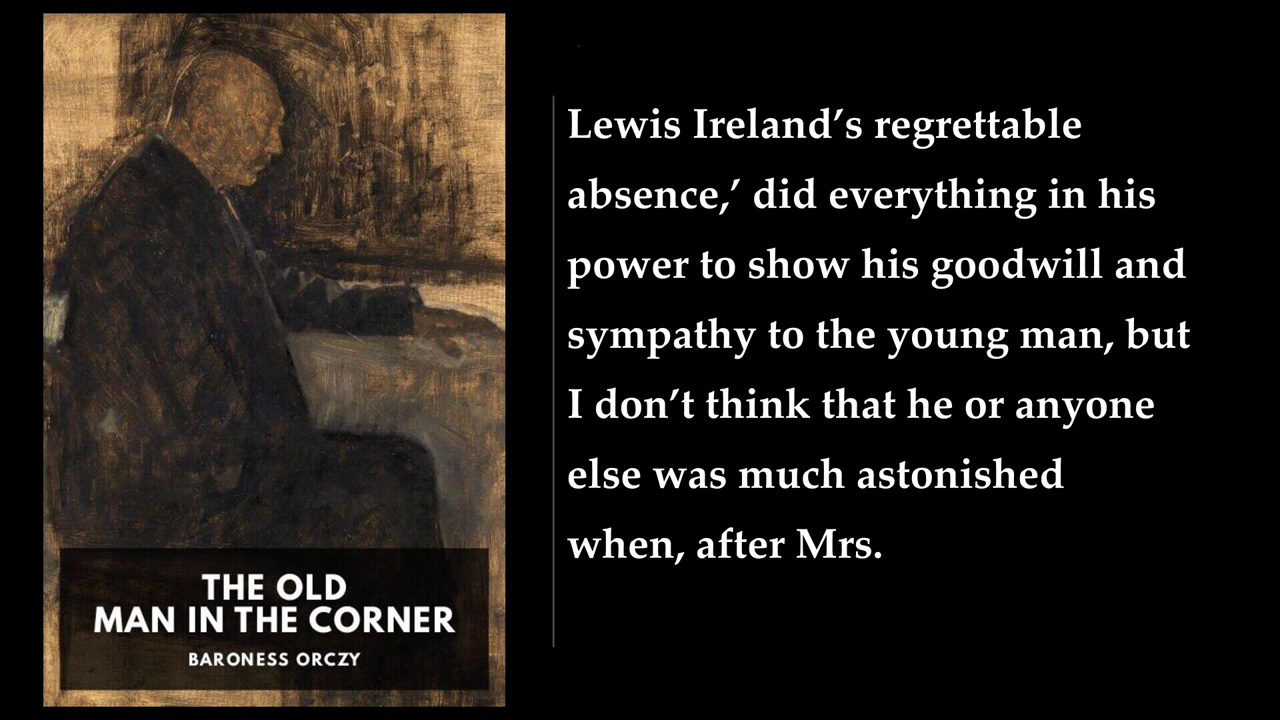 THE OLD
MAN IN THE CORNER
BARONESS ORCZY
Lewis Ireland’s regrettable
absence,’ did everything in his
power to show his goodwill and
sympathy to the young man, but
I don’t think that he or anyone
else was much astonished
when, after Mrs.